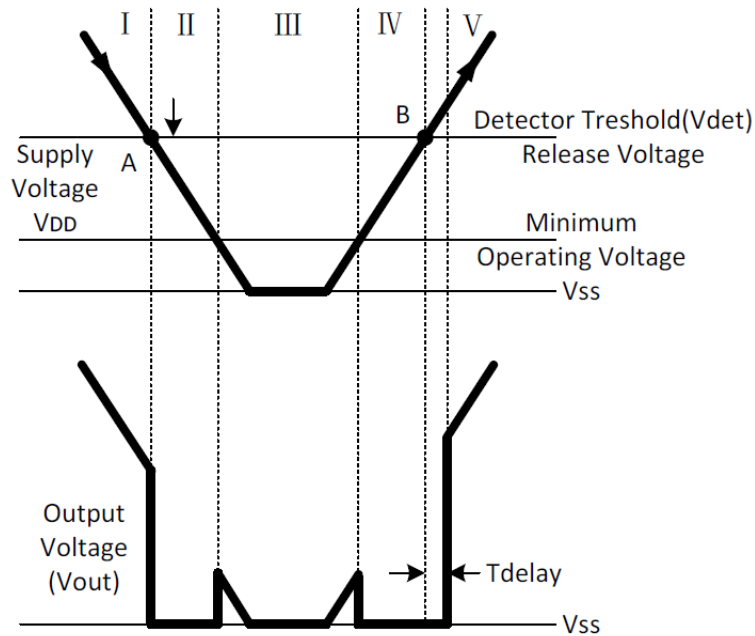 Ⅰ Ⅱ Ⅲ Ⅳ Ⅴ
A
B
Detector Treshold(Vdet)
Release Voltage
Supply
Voltage
VDD
Minimum
Operating Voltage
Vss
Output
Voltage
(Vout)
Tdelay
Vss